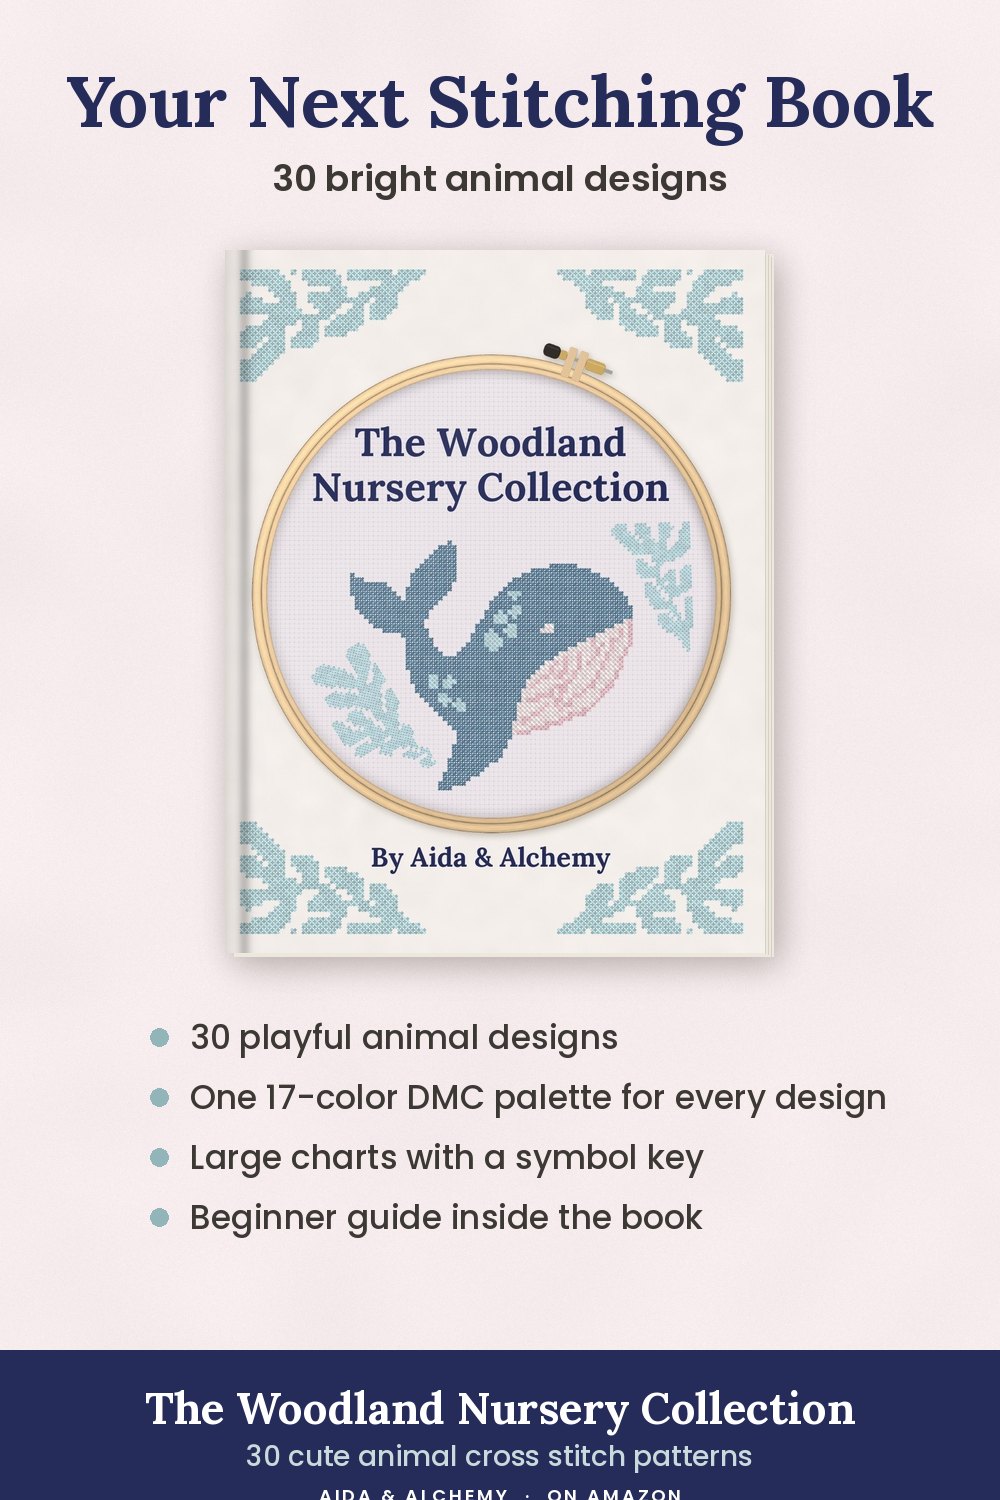 Your Next Stitching Book
30 bright animal designs
The Woodland
Nursery Collection
By Aida & Alchemy
30 playful animal designs
One 17-color DMC palette for every design
Large charts with a symbol key
Beginner guide inside the book
The Woodland Nursery Collection
30 cute animal cross stitch patterns
AIDA & ALCHEMY · ON AMAZON